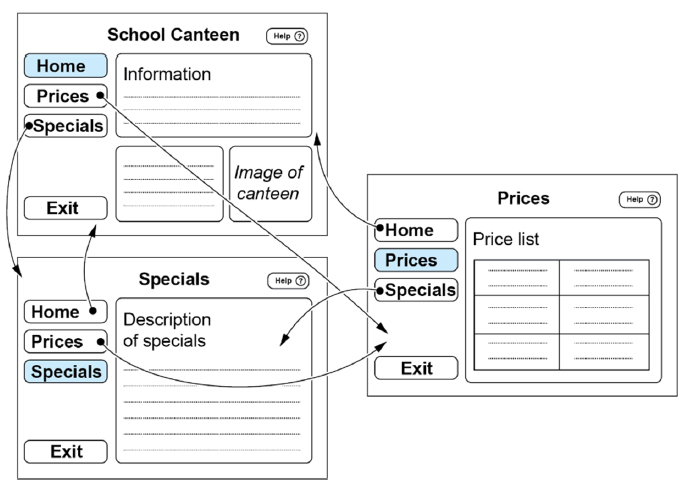 School Canteen
Help ?
Home
Prices
Specials
Exit
Information
Image of
canteen
Specials
Help ?
Home
Prices
Specials
Exit
Description
of specials
Prices
Help ?
Home
Prices
Specials
Exit
Price list